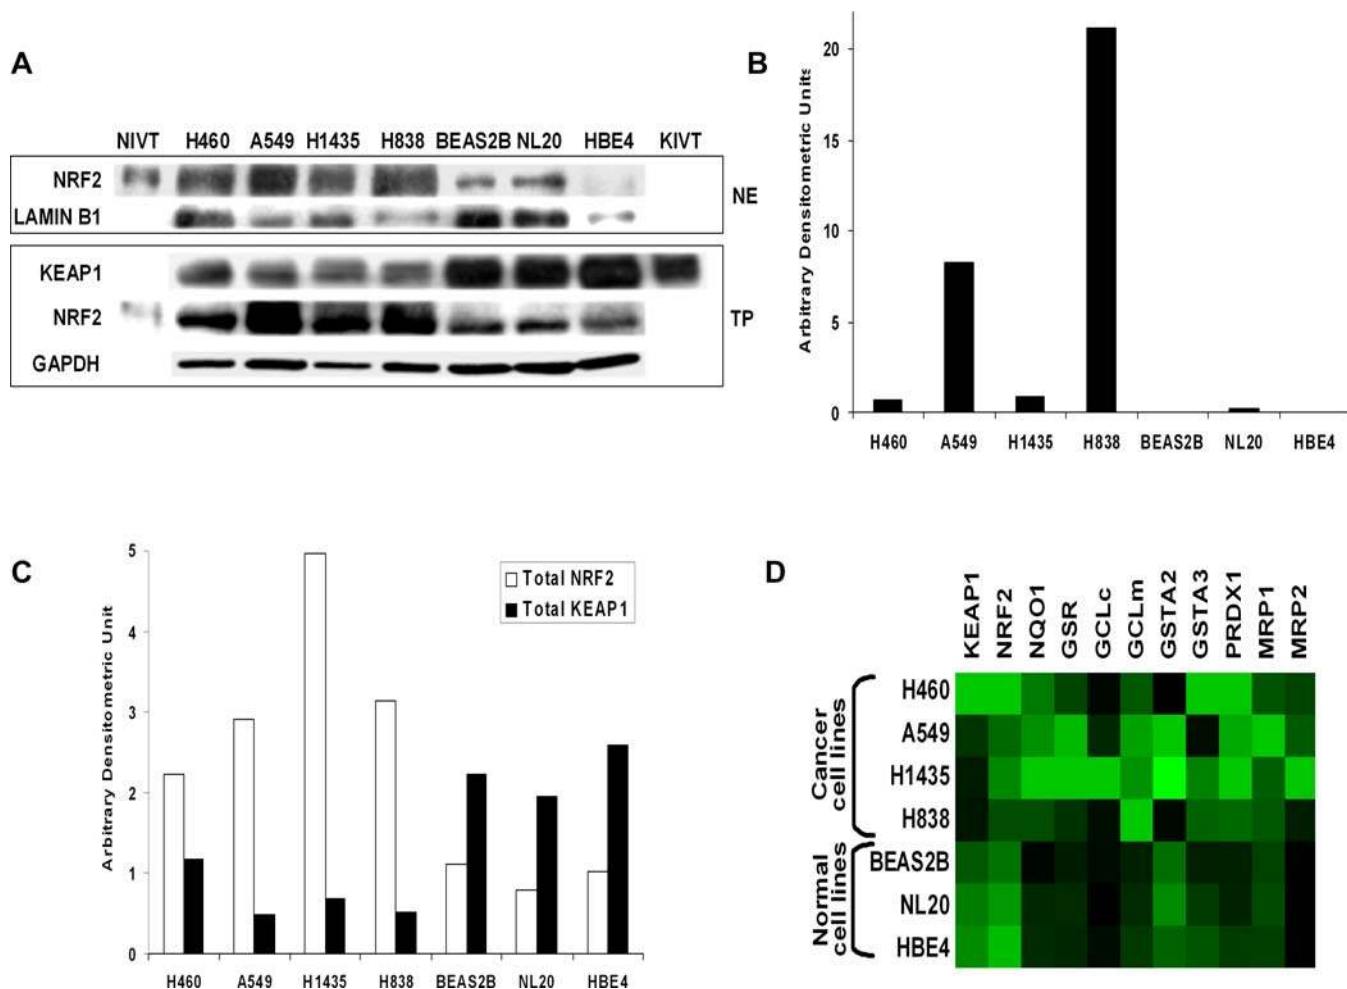 A
NIVT H460 A549 H1435 H838 BEAS2B NL20 HBE4 KIVT
NRF2
LAMIN B1
NE
KEAP1
NRF2
GAPDH
TP
B
Arbitrary Densitometric Units
20
15
10
5
0
H460 A549 H1435 H838 BEAS2B NL20 HBE4
C
Arbitrary Densitometric Unit
5
4
3
2
1
0
Total NRF2
Total KEAP1
H460 A549 H1435 H838 BEAS2B NL20 HBE4
D
KEAP1 NRF2 NQO1 GSR GCLc GCLm GSTA2 GSTA3 PRDX1 MRP1 MRP2
Cancer
cell lines
H460
A549
H1435
H838
Normal
cell lines
BEAS2B
NL20
HBE4